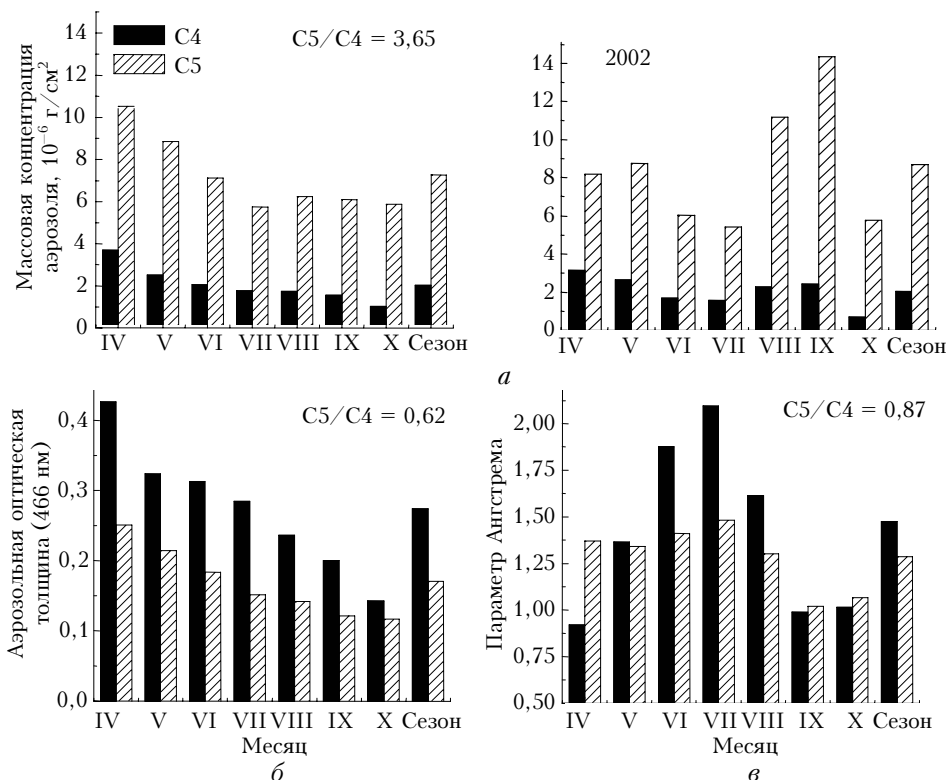 Массовая концентрация
аэрозоля, 10⁻⁶ г/см²
14
12
10
8
6
4
2
0
C4
C5
C5/C4 = 3,65
IV V VI VII VIII IX X Сезон
2002
14
12
10
8
6
4
2
0
IV V VI VII VIII IX X Сезон
а
Аэрозольная оптическая
толщина (466 нм)
0,4
0,3
0,2
0,1
0,0
C5/C4 = 0,62
IV V VI VII VIII IX X Сезон
Месяц
б
Параметр Ангстрема
2,00
1,75
1,50
1,25
1,00
0,75
0,50
C5/C4 = 0,87
IV V VI VII VIII IX X Сезон
Месяц
в